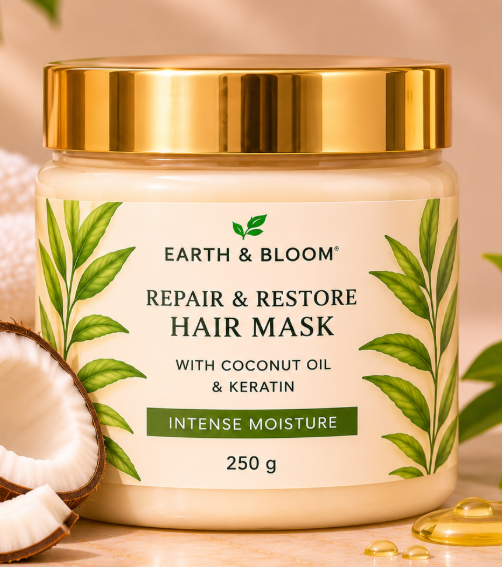 EARTH & BLOOM®
REPAIR & RESTORE
HAIR MASK
WITH COCONUT OIL
& KERATIN
INTENSE MOISTURE
250 g